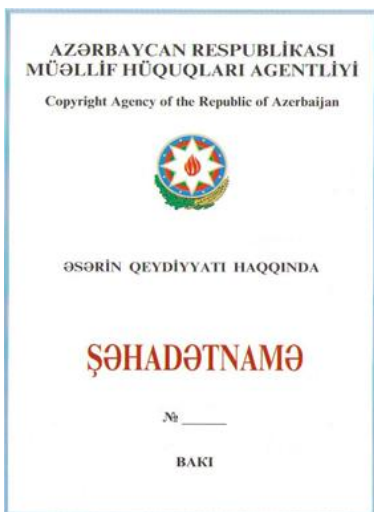 AZƏRBAYCAN RESPUBLİKASI
MÜƏLLİF HÜQUQLARI AGENTLİYİ
Copyright Agency of the Republic of Azerbaijan
ƏSƏRİN QEYDİYYATI HAQQINDA
ŞƏHADƏTNAMƏ
№ ______
BAKI